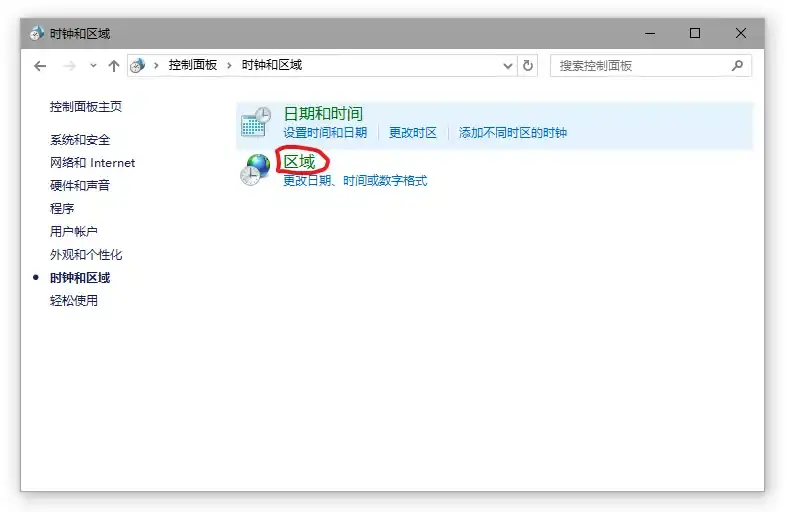 时钟和区域
控制面板 > 时钟和区域
搜索控制面板
控制面板主页
系统和安全
网络和 Internet
硬件和声音
程序
用户帐户
外观和个性化
时钟和区域
轻松使用
日期和时间
设置时间和日期 | 更改时区 | 添加不同时区的时钟
区域
更改日期、时间或数字格式